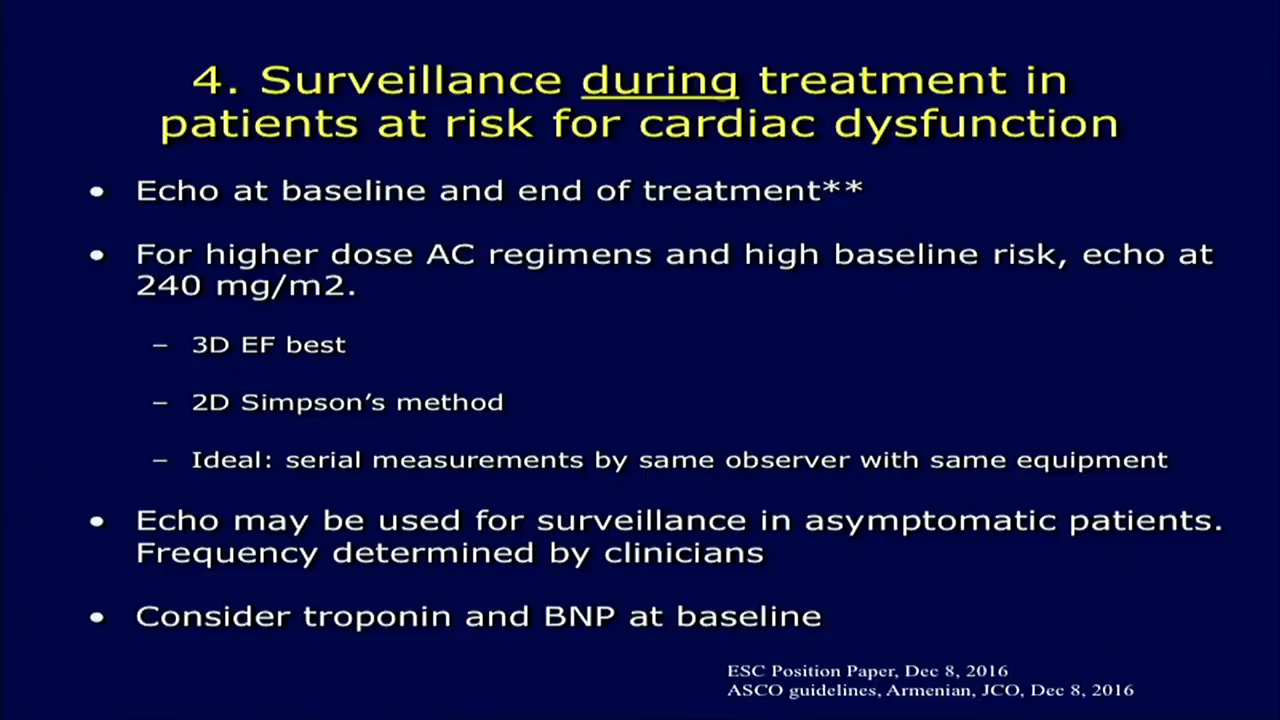 4. Surveillance during treatment in
patients at risk for cardiac dysfunction
• Echo at baseline and end of treatment**
• For higher dose AC regimens and high baseline risk, echo at
240 mg/m2.
– 3D EF best
– 2D Simpson’s method
– Ideal: serial measurements by same observer with same equipment
• Echo may be used for surveillance in asymptomatic patients.
Frequency determined by clinicians
• Consider troponin and BNP at baseline
ESC Position Paper, Dec 8, 2016
ASCO guidelines, Armenian, JCO, Dec 8, 2016